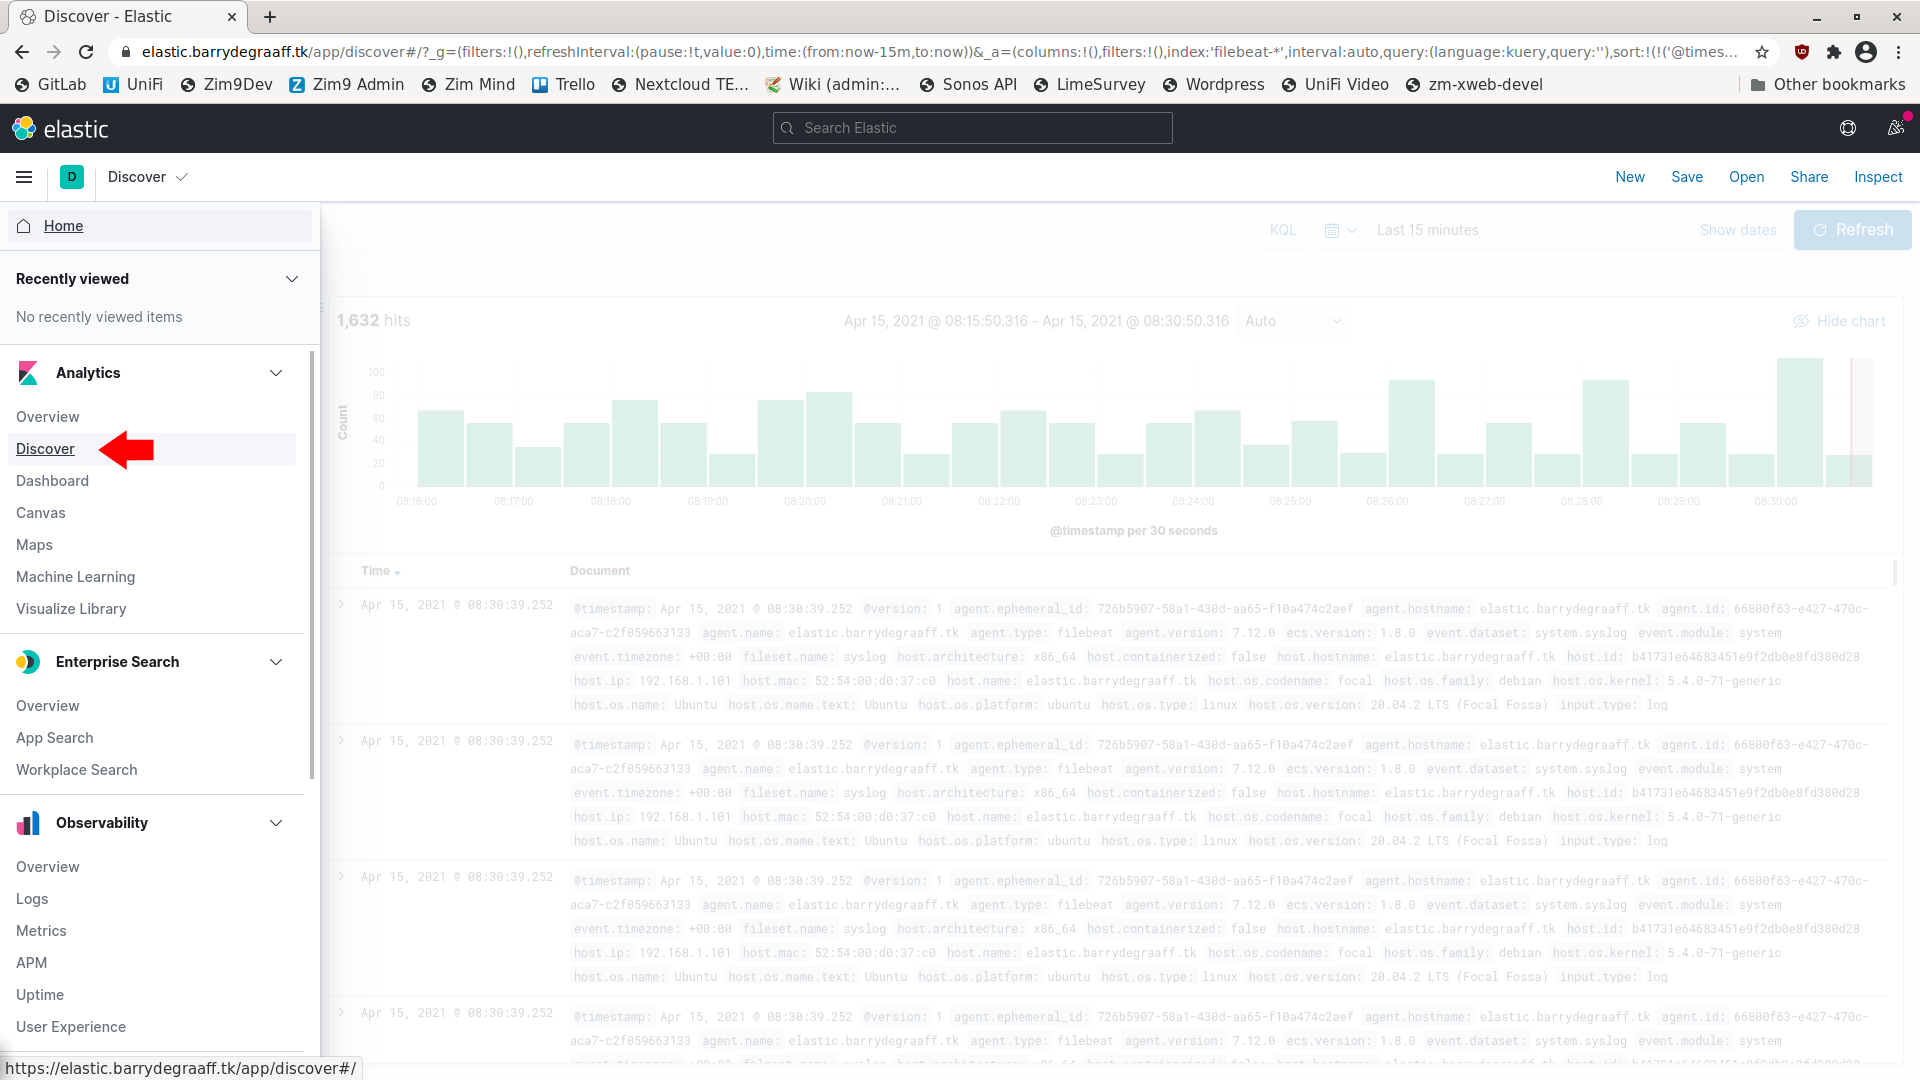 Discover - Elastic
elastic.barrydegraaff.tk/app/discover#/?_g=(filters:!(),refreshInterval:(pause:!t,value:0),time:(from:now-15m,to:now))&_a=(columns:!(),filters:!(),index:'filebeat-*',interval:auto,query:(language:kuery,query:''),sort:!(!('@times...
GitLab UniFi Zim9Dev Zim9 Admin Zim Mind Trello Nextcloud TE... Wiki (admin:... Sonos API LimeSurvey Wordpress UniFi Video zm-xweb-devel Other bookmarks
elastic Search Elastic
D Discover New Save Open Share Inspect
Home
KQL Last 15 minutes Show dates Refresh
Recently viewed
No recently viewed items
Analytics
Overview
Discover
Dashboard
Canvas
Maps
Machine Learning
Visualize Library
Enterprise Search
Overview
App Search
Workplace Search
Observability
Overview
Logs
Metrics
APM
Uptime
User Experience
https://elastic.barrydegraaff.tk/app/discover#/
1,632 hits Apr 15, 2021 @ 08:15:50.316 - Apr 15, 2021 @ 08:30:50.316 Auto Hide chart
Count
100
80
60
40
20
0
08:16:00 08:17:00 08:18:00 08:19:00 08:20:00 08:21:00 08:22:00 08:23:00 08:24:00 08:25:00 08:26:00 08:27:00 08:28:00 08:29:00 08:30:00
@timestamp per 30 seconds
Time Document
Apr 15, 2021 @ 08:30:39.252 @timestamp: Apr 15, 2021 @ 08:30:39.252 @version: 1 agent.ephemeral_id: 726b5907-58a1-430d-aa65-f10a474c2aef agent.hostname: elastic.barrydegraaff.tk agent.id: 66800f63-e427-470c-
aca7-c2f059663133 agent.name: elastic.barrydegraaff.tk agent.type: filebeat agent.version: 7.12.0 ecs.version: 1.8.0 event.dataset: system.syslog event.module: system
event.timezone: +00:00 fileset.name: syslog host.architecture: x86_64 host.containerized: false host.hostname: elastic.barrydegraaff.tk host.id: b41731e64683451e9f2db0e8fd380d28
host.ip: 192.168.1.101 host.mac: 52:54:00:d0:37:c0 host.name: elastic.barrydegraaff.tk host.os.codename: focal host.os.family: debian host.os.kernel: 5.4.0-71-generic
host.os.name: Ubuntu host.os.name.text: Ubuntu host.os.platform: ubuntu host.os.type: linux host.os.version: 20.04.2 LTS (Focal Fossa) input.type: log
Apr 15, 2021 @ 08:30:39.252 @timestamp: Apr 15, 2021 @ 08:30:39.252 @version: 1 agent.ephemeral_id: 726b5907-58a1-430d-aa65-f10a474c2aef agent.hostname: elastic.barrydegraaff.tk agent.id: 66800f63-e427-470c-
aca7-c2f059663133 agent.name: elastic.barrydegraaff.tk agent.type: filebeat agent.version: 7.12.0 ecs.version: 1.8.0 event.dataset: system.syslog event.module: system
event.timezone: +00:00 fileset.name: syslog host.architecture: x86_64 host.containerized: false host.hostname: elastic.barrydegraaff.tk host.id: b41731e64683451e9f2db0e8fd380d28
host.ip: 192.168.1.101 host.mac: 52:54:00:d0:37:c0 host.name: elastic.barrydegraaff.tk host.os.codename: focal host.os.family: debian host.os.kernel: 5.4.0-71-generic
host.os.name: Ubuntu host.os.name.text: Ubuntu host.os.platform: ubuntu host.os.type: linux host.os.version: 20.04.2 LTS (Focal Fossa) input.type: log
Apr 15, 2021 @ 08:30:39.252 @timestamp: Apr 15, 2021 @ 08:30:39.252 @version: 1 agent.ephemeral_id: 726b5907-58a1-430d-aa65-f10a474c2aef agent.hostname: elastic.barrydegraaff.tk agent.id: 66800f63-e427-470c-
aca7-c2f059663133 agent.name: elastic.barrydegraaff.tk agent.type: filebeat agent.version: 7.12.0 ecs.version: 1.8.0 event.dataset: system.syslog event.module: system
event.timezone: +00:00 fileset.name: syslog host.architecture: x86_64 host.containerized: false host.hostname: elastic.barrydegraaff.tk host.id: b41731e64683451e9f2db0e8fd380d28
host.ip: 192.168.1.101 host.mac: 52:54:00:d0:37:c0 host.name: elastic.barrydegraaff.tk host.os.codename: focal host.os.family: debian host.os.kernel: 5.4.0-71-generic
host.os.name: Ubuntu host.os.name.text: Ubuntu host.os.platform: ubuntu host.os.type: linux host.os.version: 20.04.2 LTS (Focal Fossa) input.type: log
Apr 15, 2021 @ 08:30:39.252 @timestamp: Apr 15, 2021 @ 08:30:39.252 @version: 1 agent.ephemeral_id: 726b5907-58a1-430d-aa65-f10a474c2aef agent.hostname: elastic.barrydegraaff.tk agent.id: 66800f63-e427-470c-
aca7-c2f059663133 agent.name: elastic.barrydegraaff.tk agent.type: filebeat agent.version: 7.12.0 ecs.version: 1.8.0 event.dataset: system.syslog event.module: system